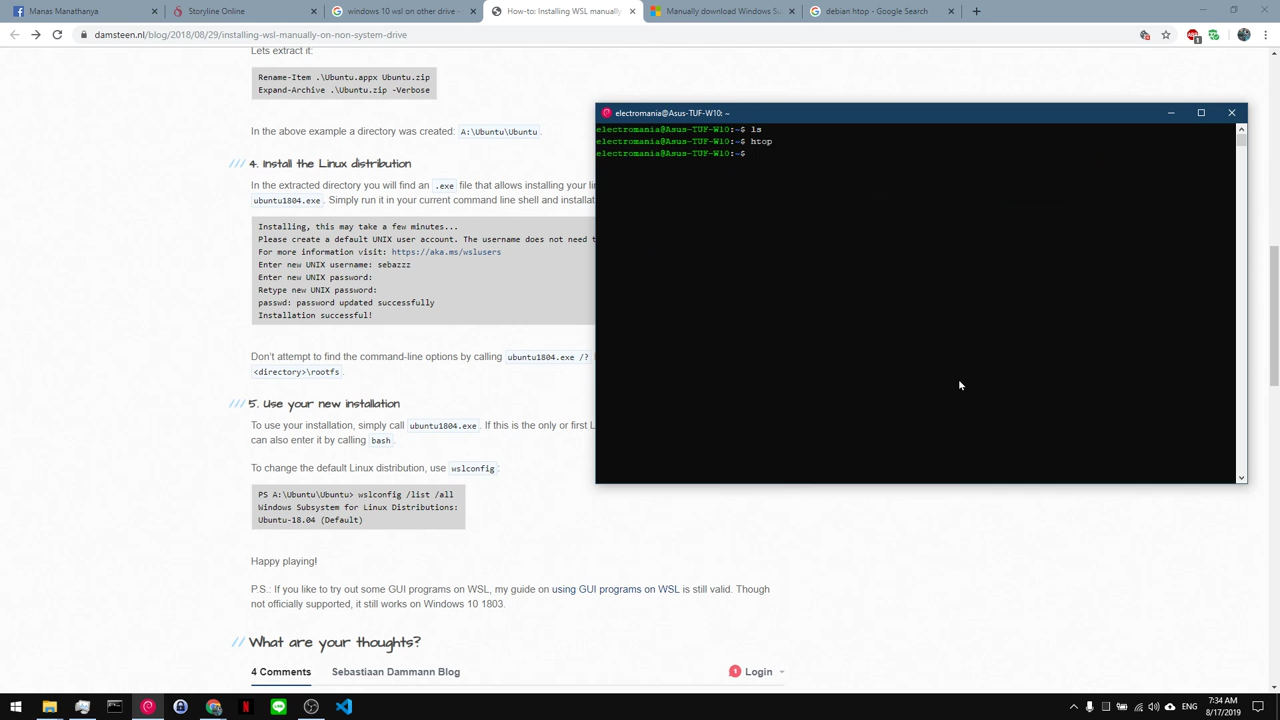 Manas Manathanya
Storyline Online
windows 10 wsl on other drive -
How-to: Installing WSL manually
Manually download Windows Su
debian htop - Google Search
damsteen.nl/blog/2018/08/29/installing-wsl-manually-on-non-system-drive
Lets extract it:
Rename-Item .\Ubuntu.appx Ubuntu.zip
Expand-Archive .\Ubuntu.zip -Verbose
In the above example a directory was created: A:\Ubuntu\Ubuntu.
/// 4. Install the Linux distribution
In the extracted directory you will find an .exe file that allows installing your li
ubuntu1804.exe. Simply run it in your current command line shell and installa
Installing, this may take a few minutes...
Please create a default UNIX user account. The username does not need t
For more information visit: https://aka.ms/wslusers
Enter new UNIX username: sebazzz
Enter new UNIX password:
Retype new UNIX password:
passwd: password updated successfully
Installation successful!
Don't attempt to find the command-line options by calling ubuntu1804.exe /?
<directory>\rootfs.
/// 5. Use your new installation
To use your installation, simply call ubuntu1804.exe. If this is the only or first L
can also enter it by calling bash.
To change the default Linux distribution, use wslconfig:
PS A:\Ubuntu\Ubuntu> wslconfig /list /all
Windows Subsystem for Linux Distributions:
Ubuntu-18.04 (Default)
Happy playing!
P.S.: If you like to try out some GUI programs on WSL, my guide on using GUI programs on WSL is still valid. Though
not officially supported, it still works on Windows 10 1803.
// What are your thoughts?
4 Comments
Sebastiaan Dammann Blog
1
Login
electromania@Asus-TUF-W10: ~
electromania@Asus-TUF-W10:~$ ls
electromania@Asus-TUF-W10:~$ htop
electromania@Asus-TUF-W10:~$
ENG
7:34 AM
8/17/2019